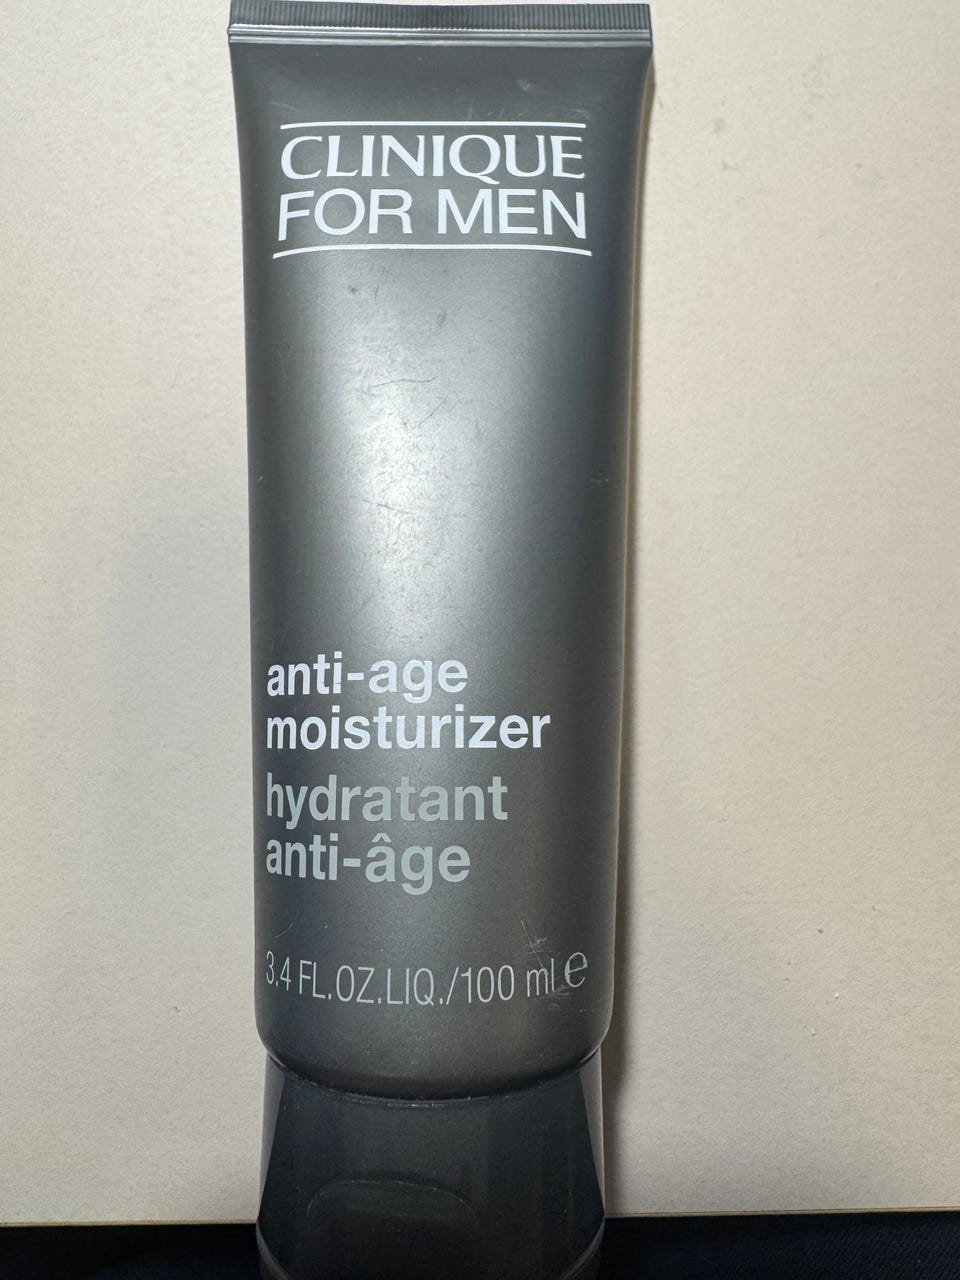 CLINIQUE
FOR MEN
anti-age
moisturizer
hydratant
anti-âge
3.4 FL.OZ.LIQ./100 ml e